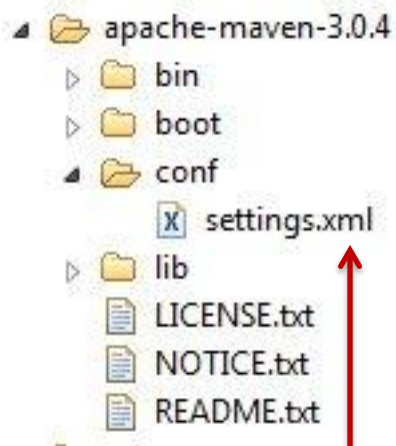 apache-maven-3.0.4
bin
boot
conf
settings.xml
lib
LICENSE.txt
NOTICE.txt
README.txt